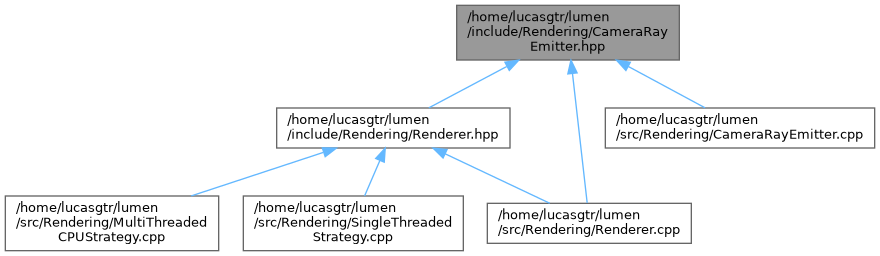 /home/lucasgtr/lumen
/include/Rendering/CameraRay
Emitter.hpp
/home/lucasgtr/lumen
/include/Rendering/Renderer.hpp
/home/lucasgtr/lumen
/src/Rendering/CameraRayEmitter.cpp
/home/lucasgtr/lumen
/src/Rendering/MultiThreaded
CPUStrategy.cpp
/home/lucasgtr/lumen
/src/Rendering/SingleThreaded
Strategy.cpp
/home/lucasgtr/lumen
/src/Rendering/Renderer.cpp